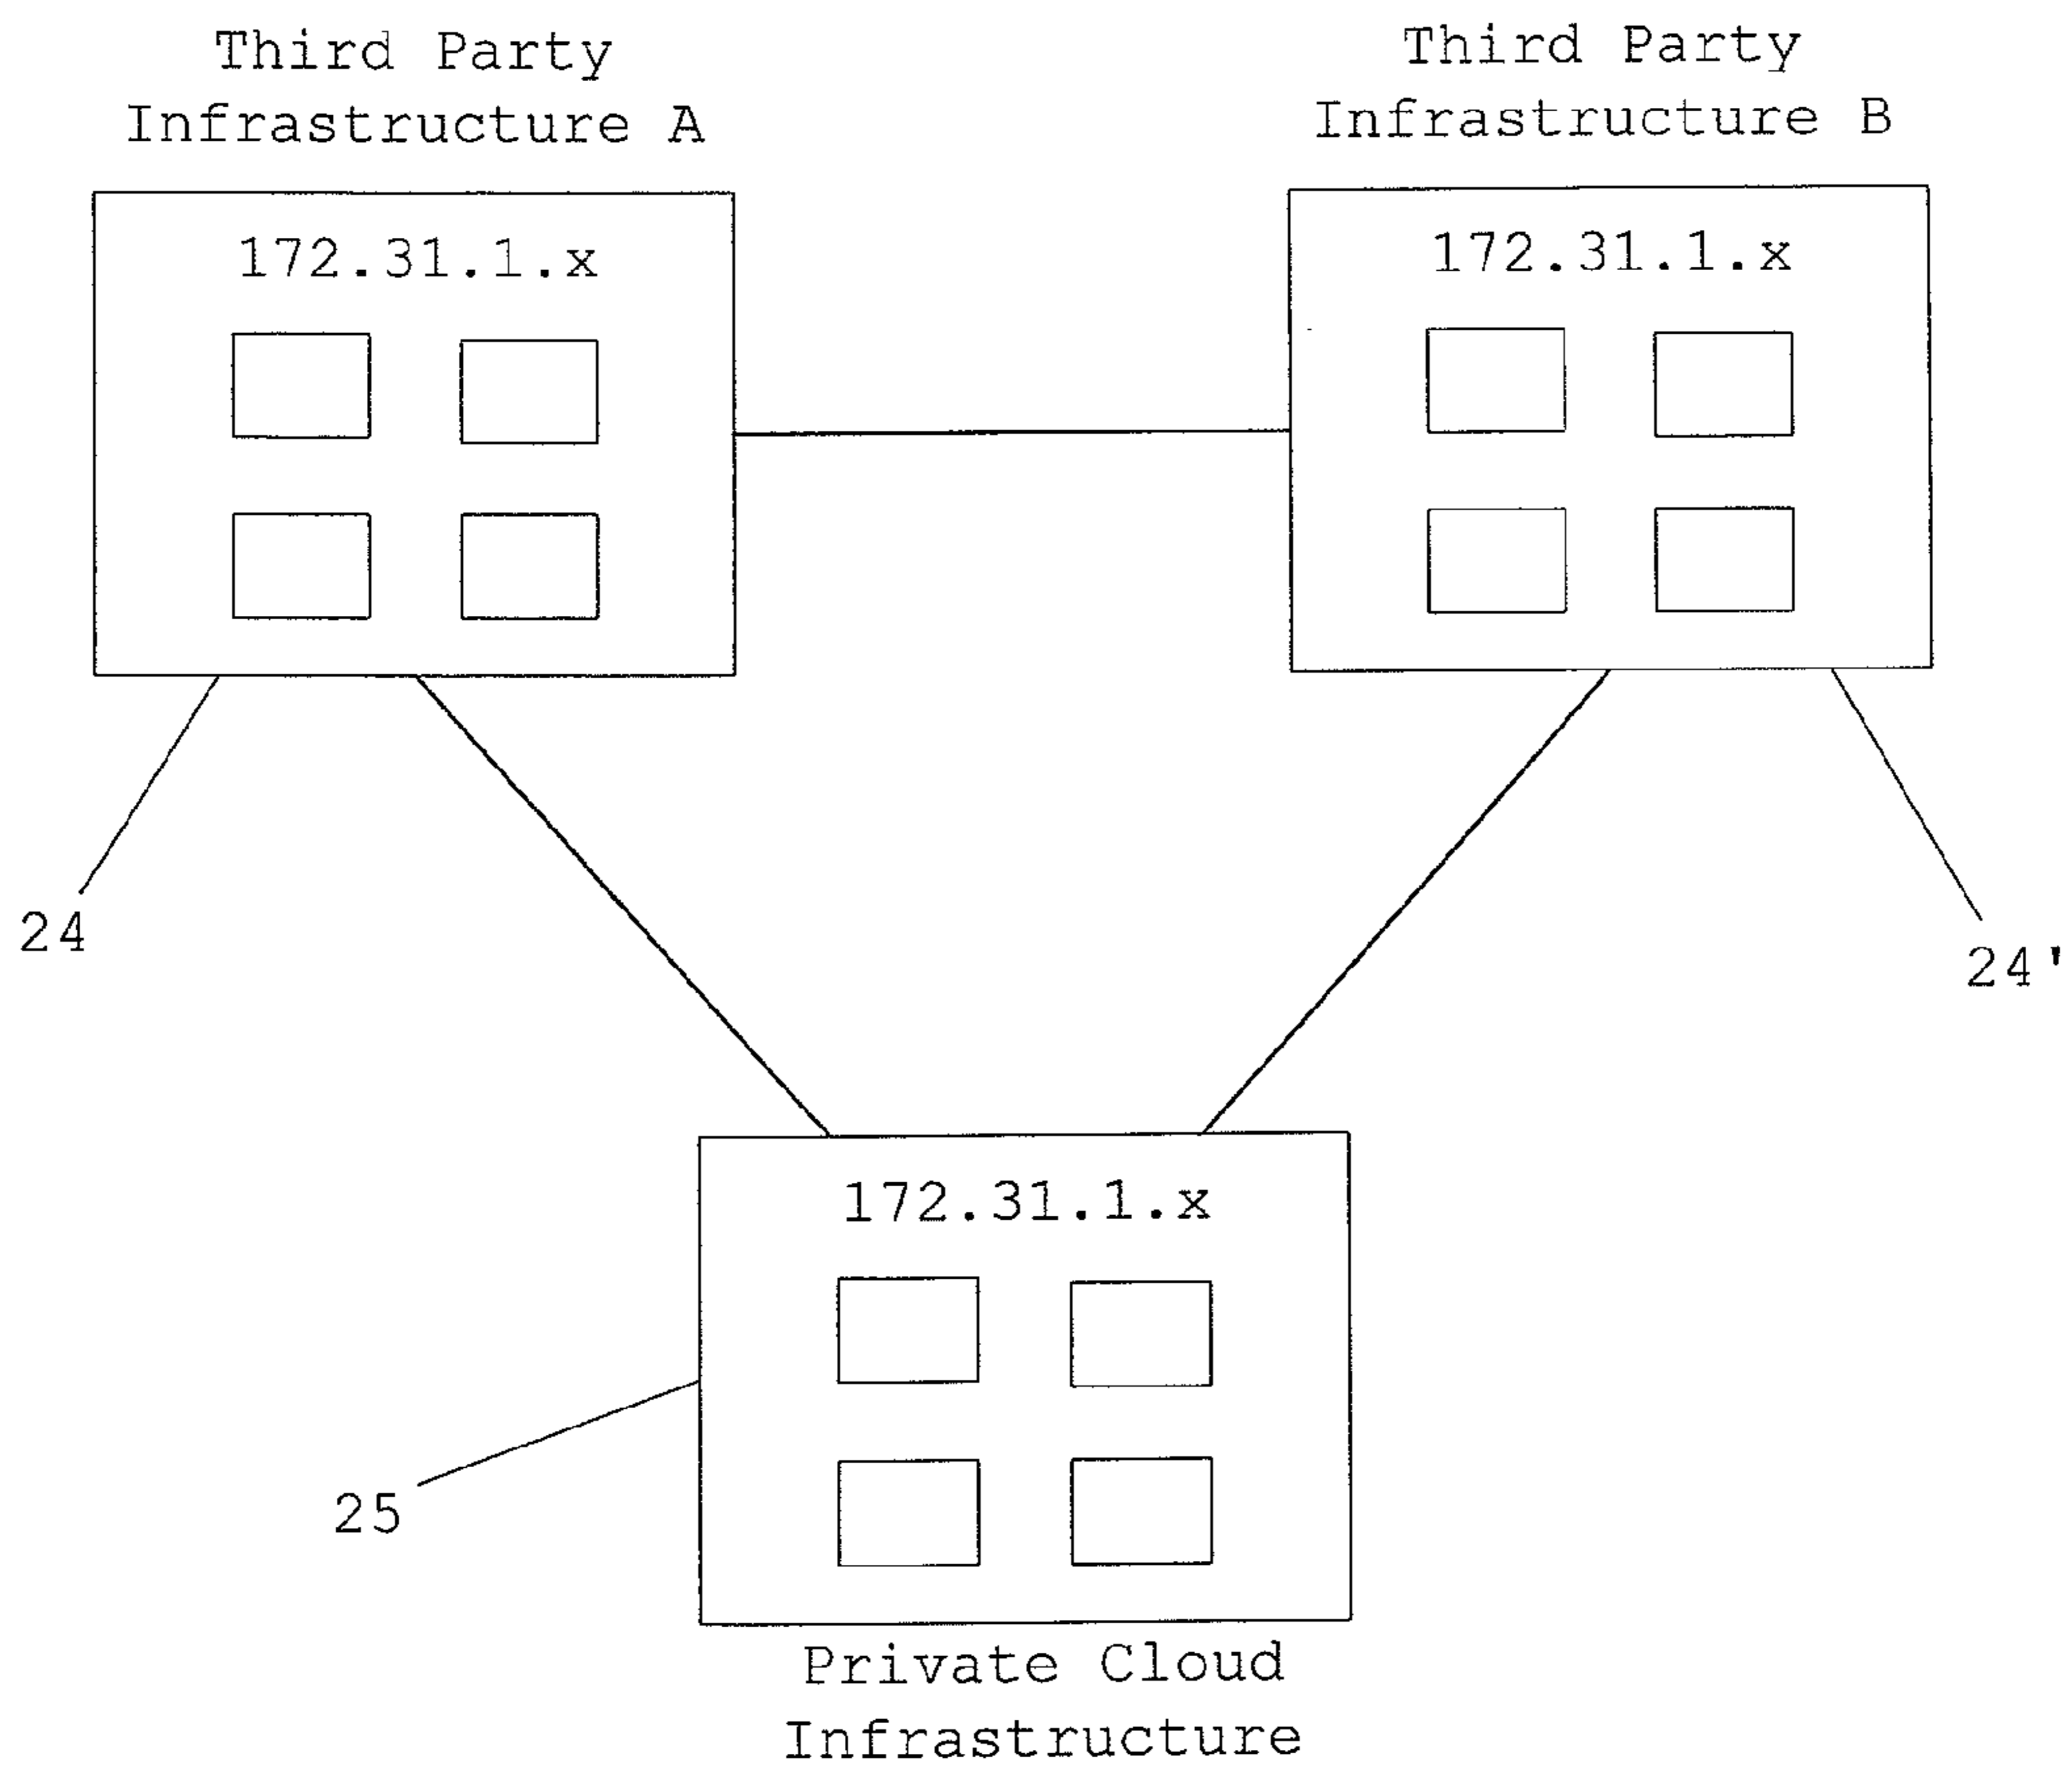 Third Party
Infrastructure A
Third Party
Infrastructure B
172.31.1.x
172.31.1.x
24
24'
172.31.1.x
25
Private Cloud
Infrastructure